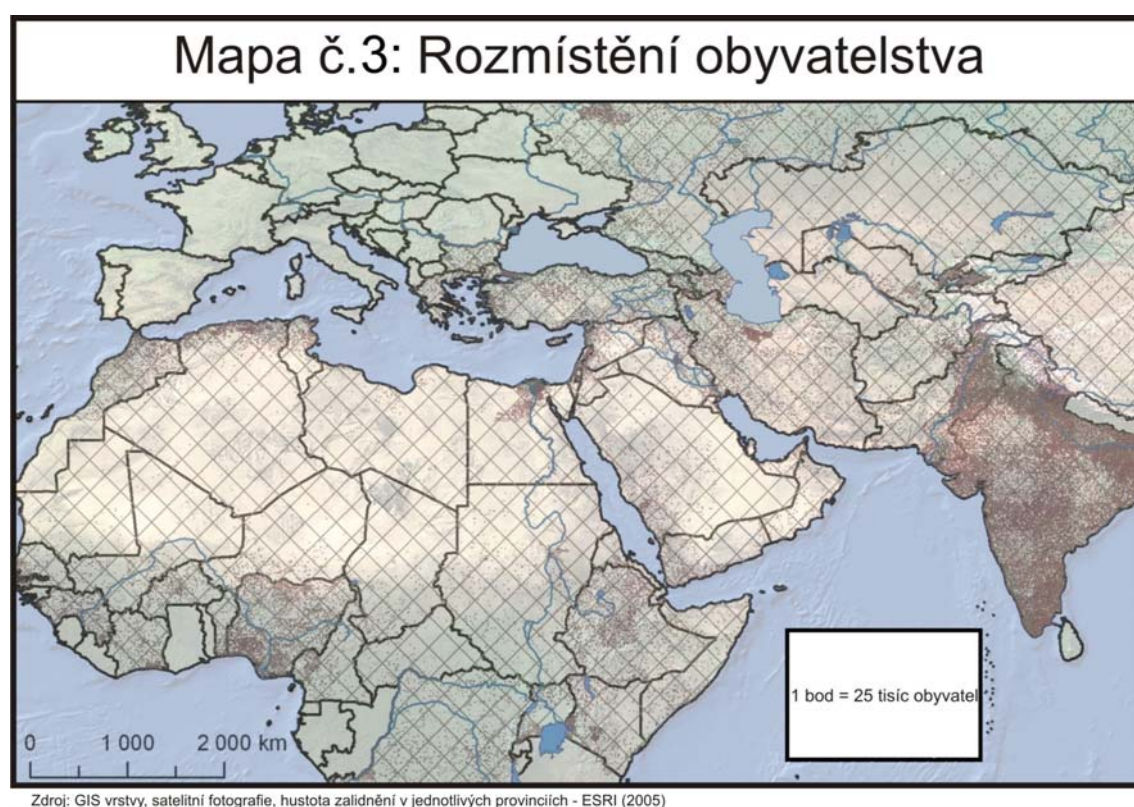 Mapa č.3: Rozmístění obyvatelstva
1 bod = 25 tisíc obyvatel
0 1 000 2 000 km
Zdroj: GIS vrstvy, satelitní fotografie, hustota zalidnění v jednotlivých provinciích - ESRI (2005)